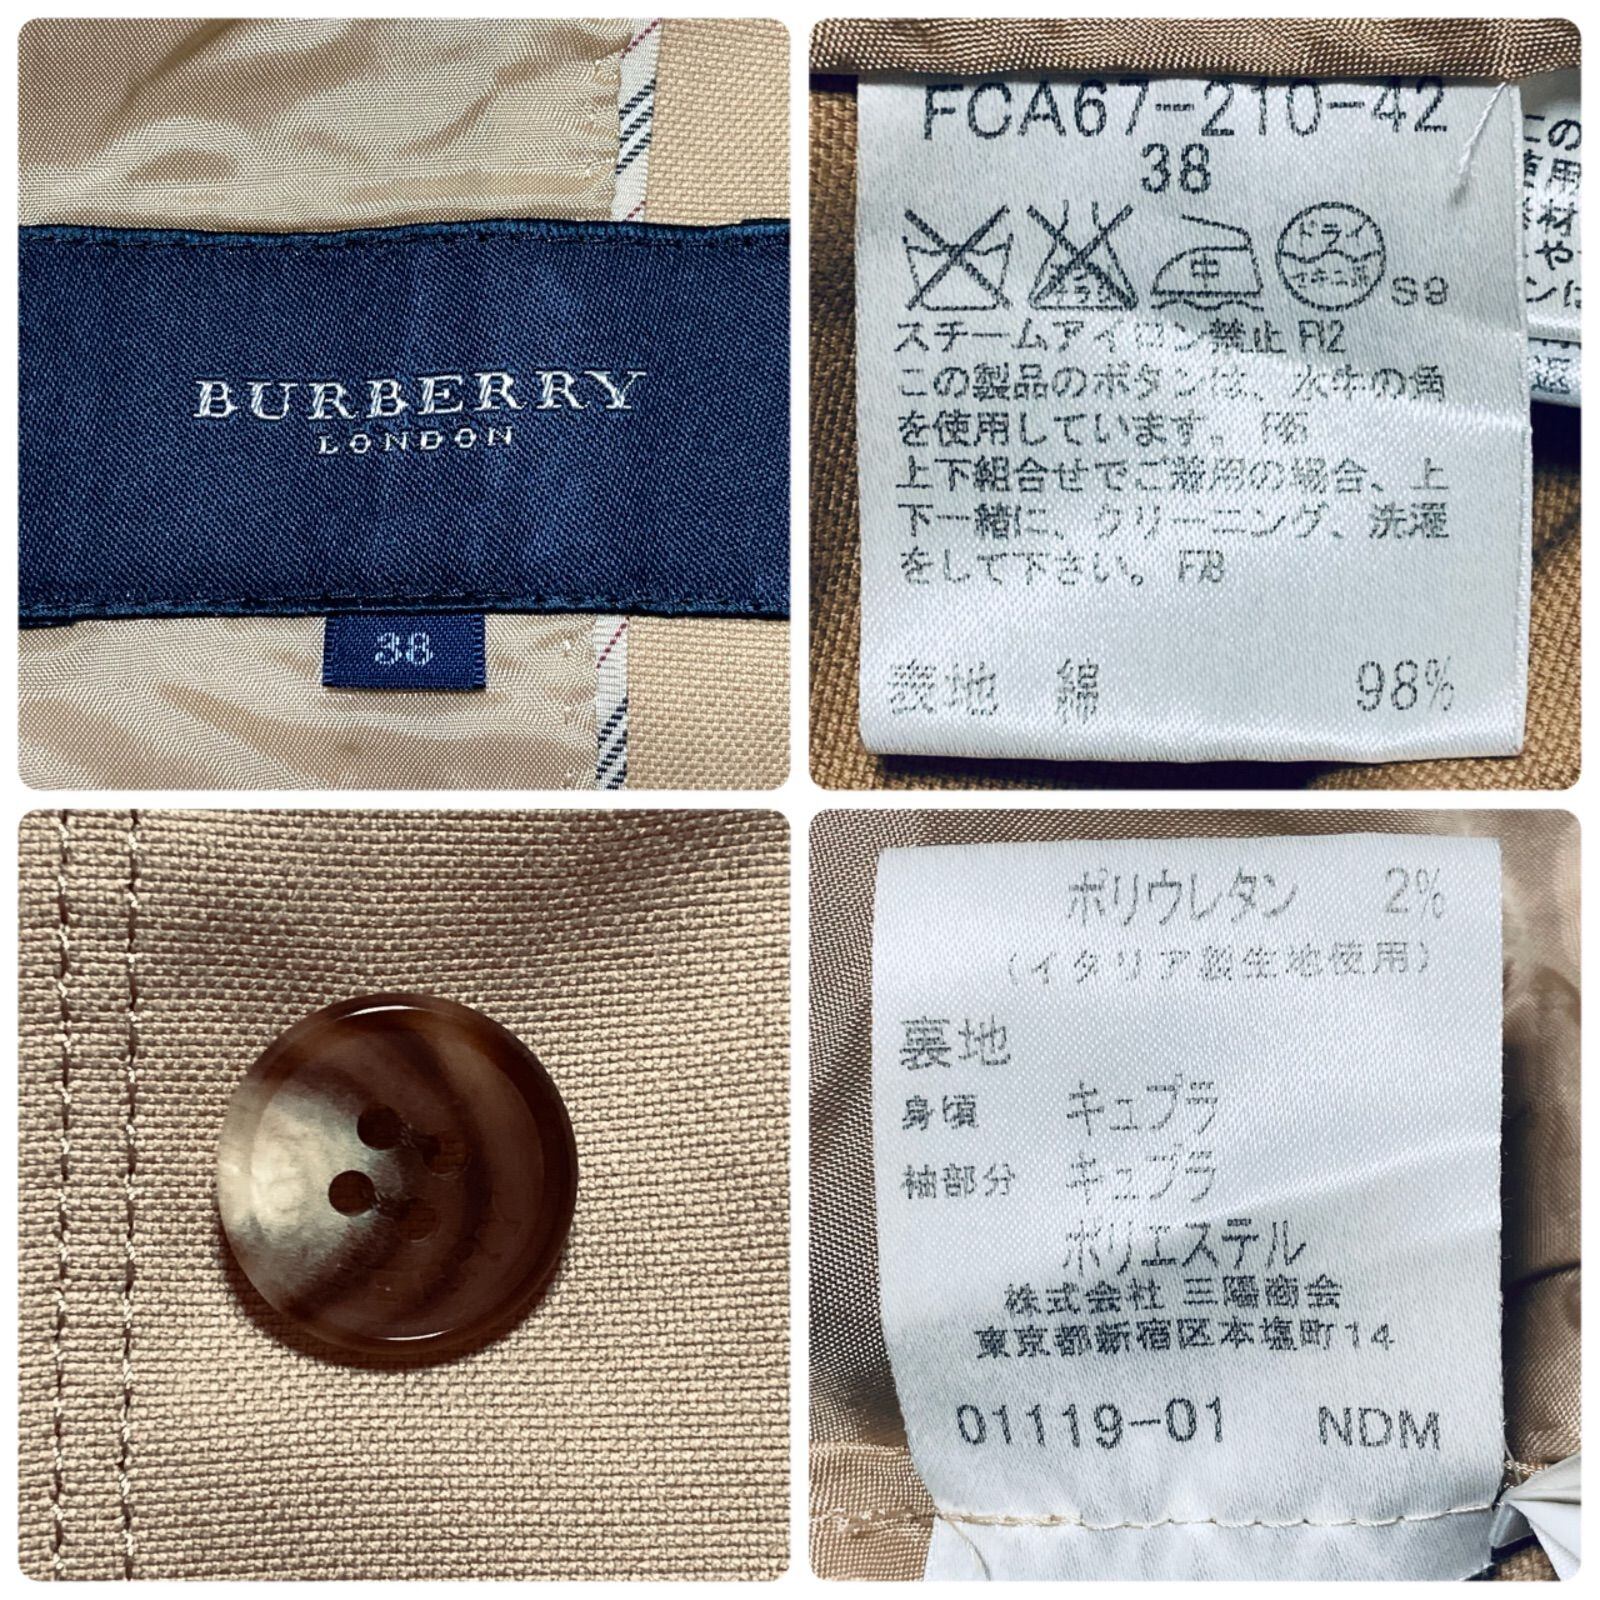 BURBERRY
LONDON
38
FCA67-210-42
38
中
ドライ
S9
スチームアイロン禁止 F12
この製品のボタンは、水牛の角
を使用しています。
上下組合せでご着用の場合、上
下一緒に、クリーニング、洗濯
をして下さい。 F78
表地 綿 98%
ポリウレタン 2%
(イタリア製生地使用)
裏地
身頃 キュプラ
袖部分 キュプラ
ポリエステル
株式会社 三陽商会
東京都新宿区本塩町14
01119-01 NDM